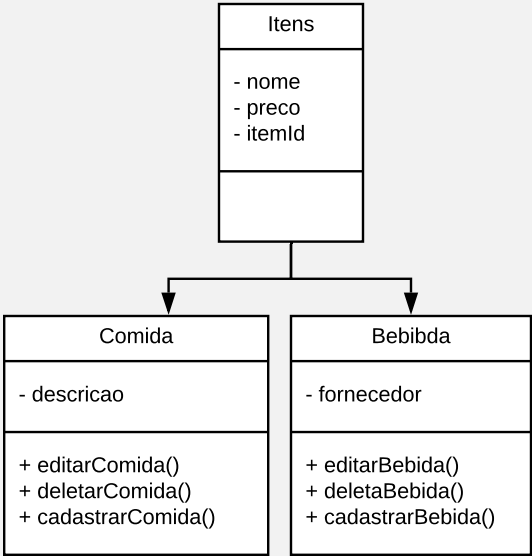 Itens
- nome
- preco
- itemId
Comida
- descricao
+ editarComida()
+ deletarComida()
+ cadastrarComida()
Bebibda
- fornecedor
+ editarBebida()
+ deletaBebida()
+ cadastrarBebida()